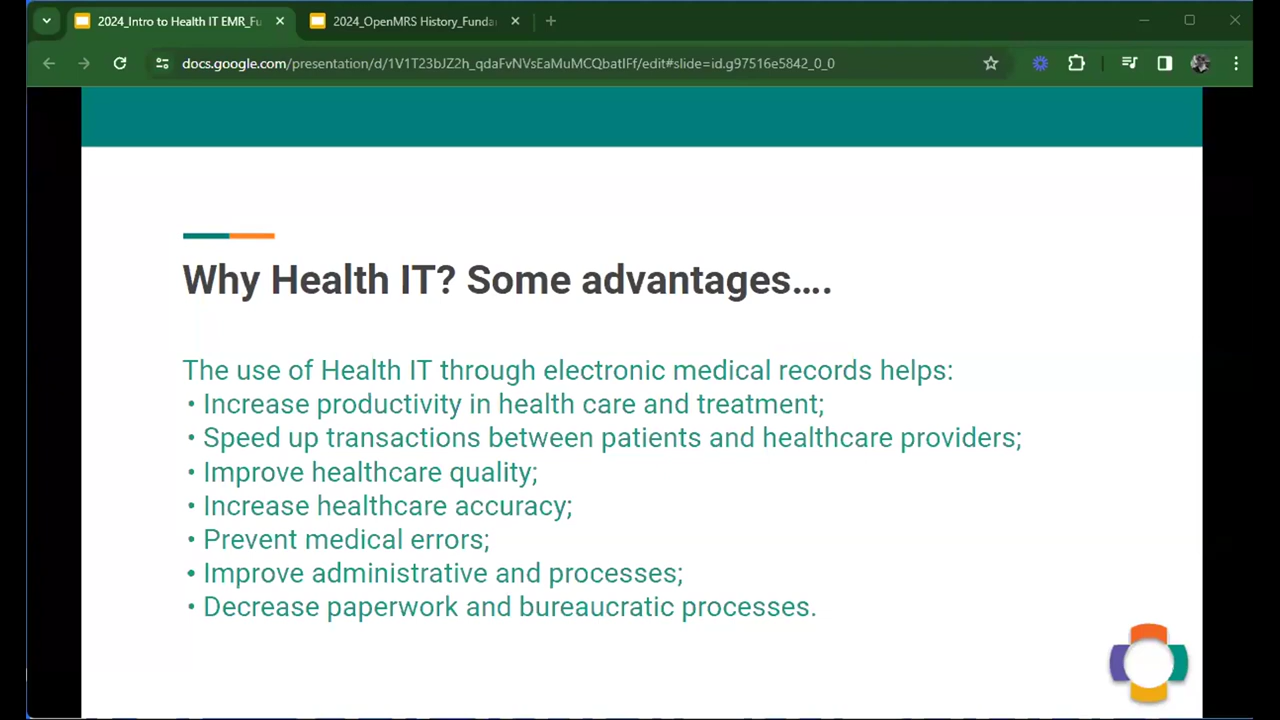 2024_Intro to Health IT EMR_Fu
2024_OpenMRS History_Funda
docs.google.com/presentation/d/1V1T23bJZ2h_qdaFvNVsEaMuMCQbatlFf/edit#slide=id.g97516e5842_0_0
Why Health IT? Some advantages….
The use of Health IT through electronic medical records helps:
• Increase productivity in health care and treatment;
• Speed up transactions between patients and healthcare providers;
• Improve healthcare quality;
• Increase healthcare accuracy;
• Prevent medical errors;
• Improve administrative and processes;
• Decrease paperwork and bureaucratic processes.